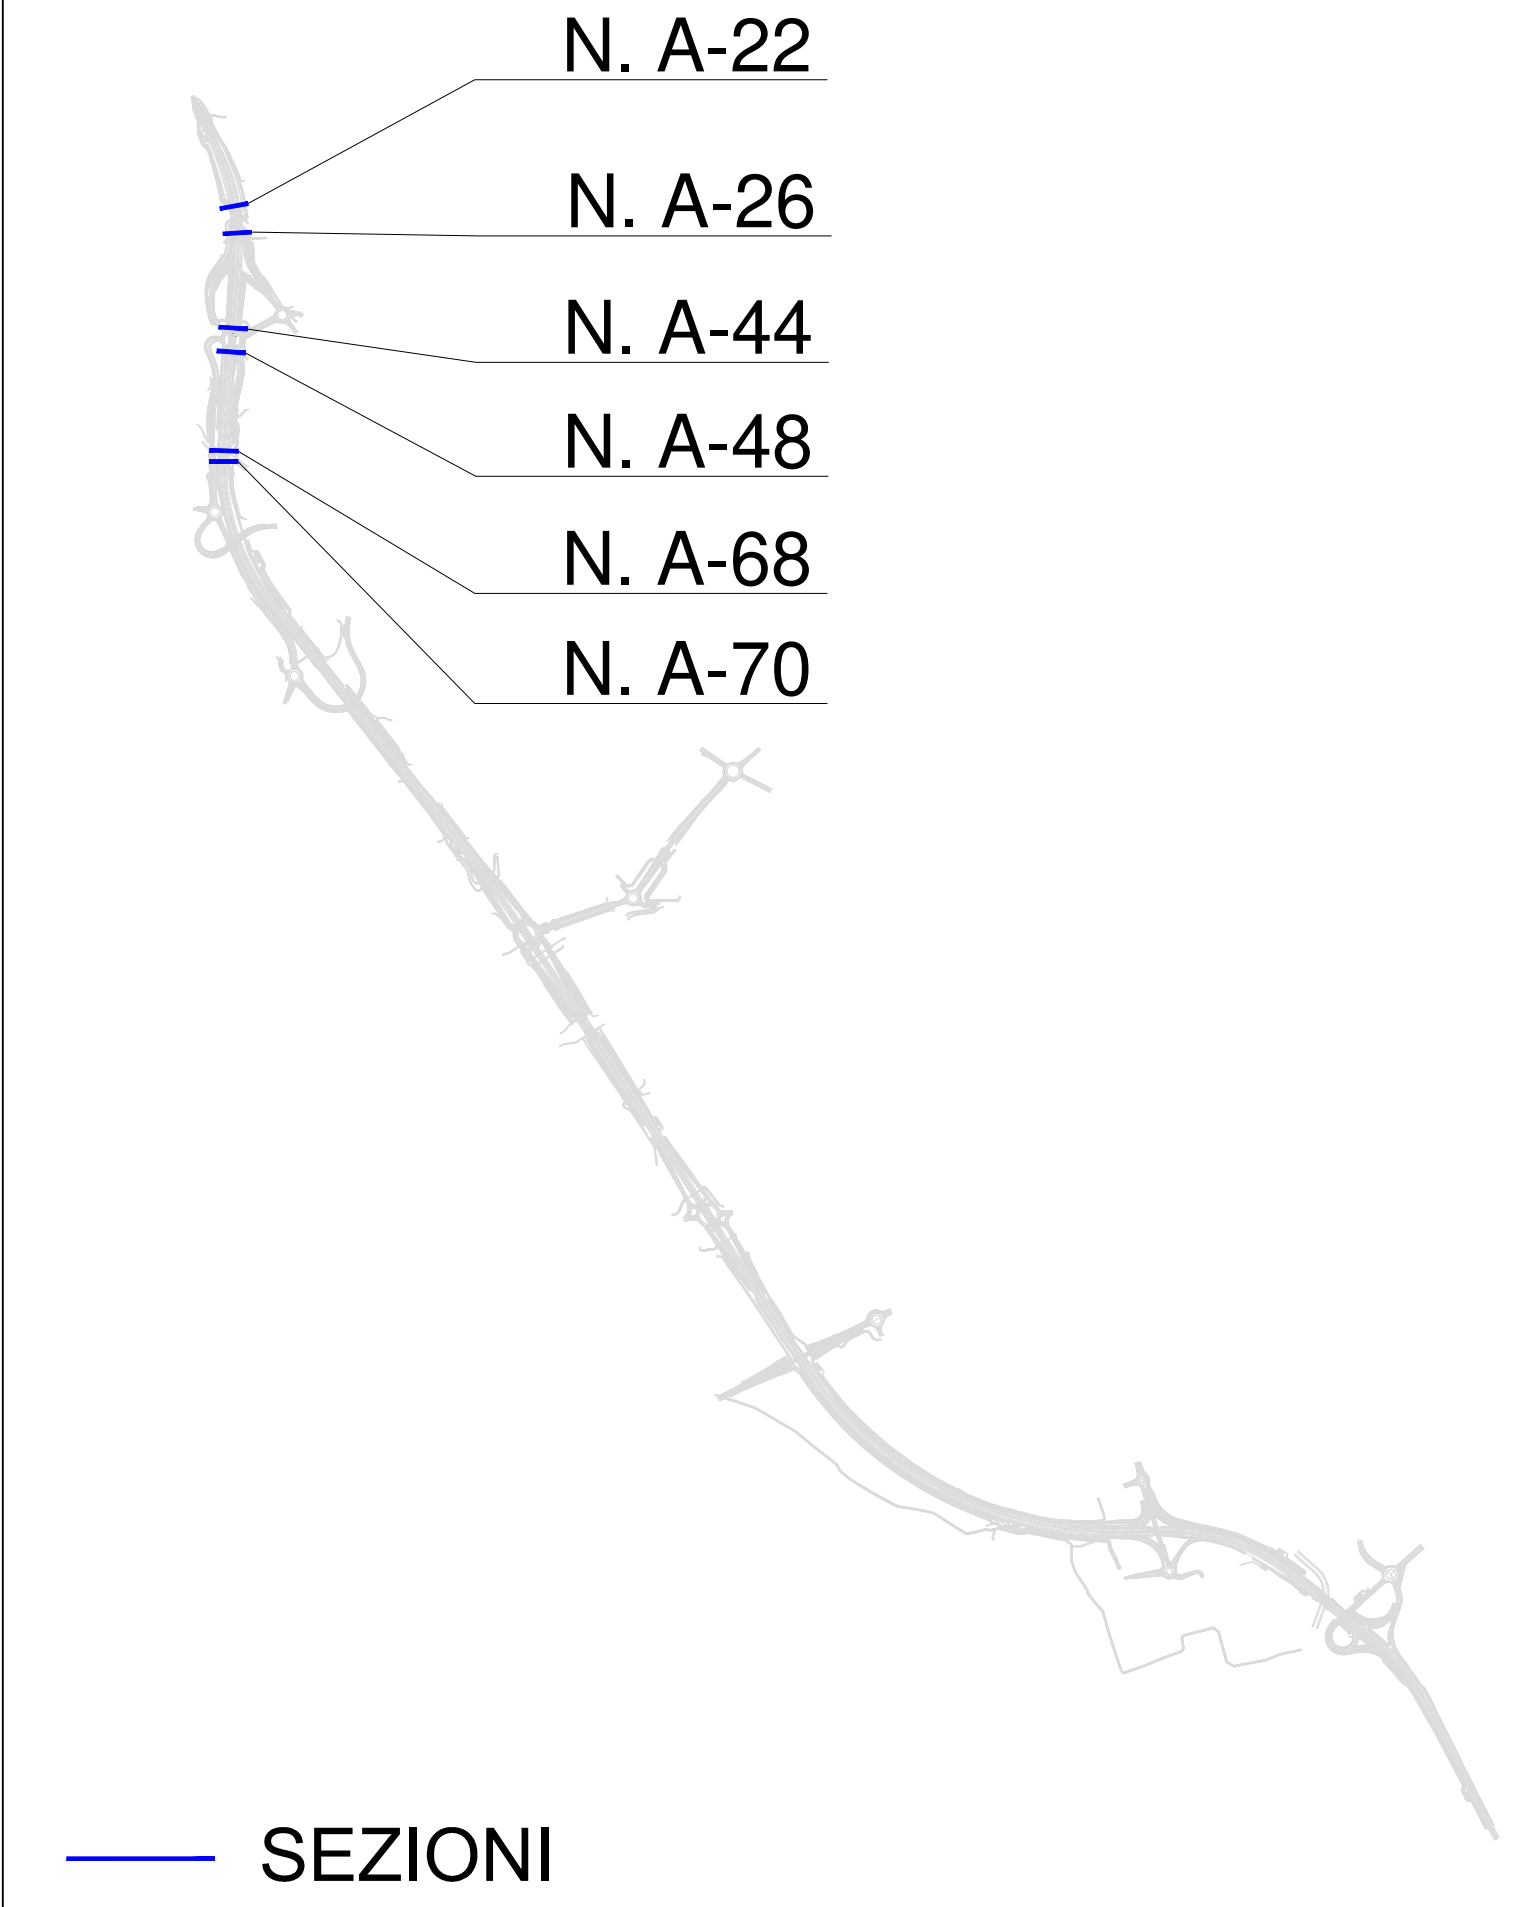 N. A-22
N. A-26
N. A-44
N. A-48
N. A-68
N. A-70
SEZIONI